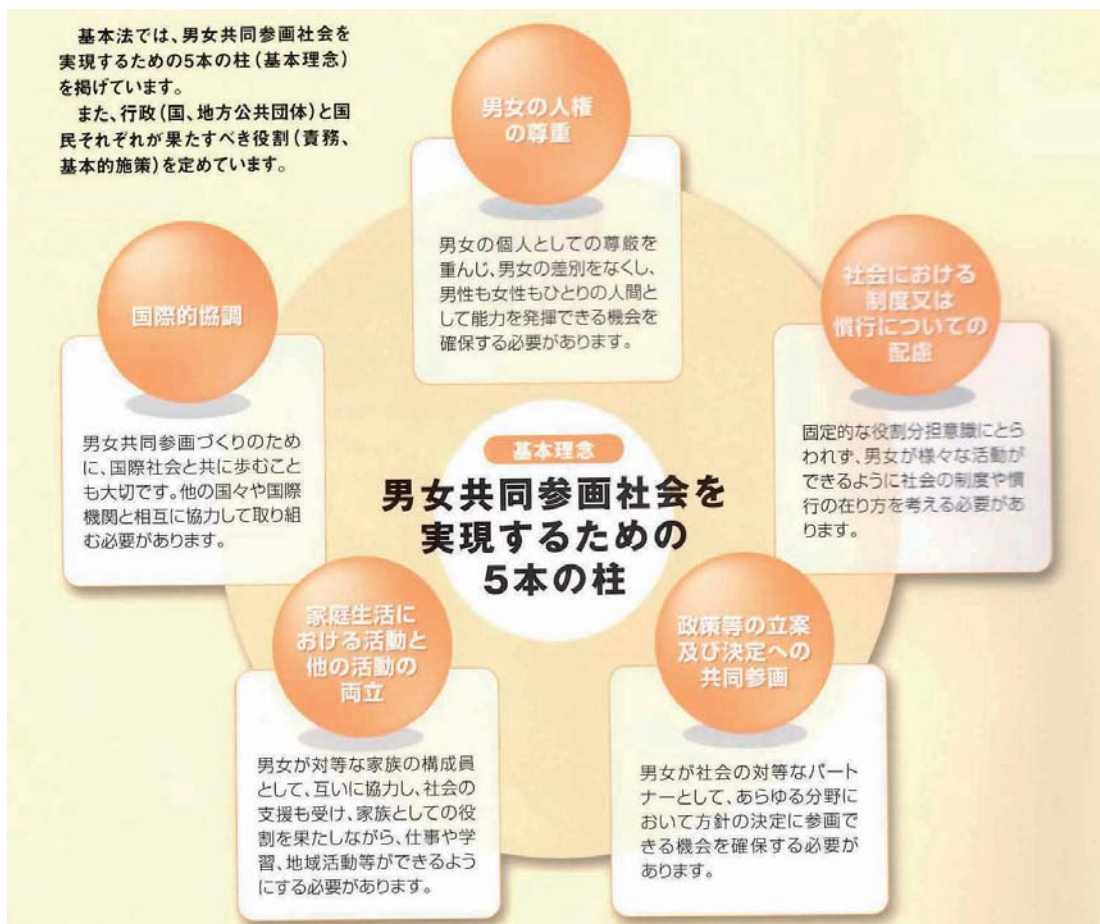 基本法では、男女共同参画社会を
実現するための5本の柱(基本理念)
を掲げています。
また、行政(国、地方公共団体)と国
民それぞれが果たすべき役割(責務、
基本的施策)を定めています。
男女の人権
の尊重
男女の個人としての尊厳を
重んじ、男女の差別をなくし、
男性も女性もひとりの人間と
して能力を発揮できる機会を
確保する必要があります。
社会における
制度又は
慣行についての
配慮
固定的な役割分担意識にとら
われず、男女が様々な活動が
できるように社会の制度や慣
行の在り方を考える必要があ
ります。
政策等の立案
及び決定への
共同参画
男女が社会の対等なパート
ナーとして、あらゆる分野に
おいて方針の決定に参画で
きる機会を確保する必要が
あります。
家庭生活に
おける活動と
他の活動の
両立
男女が対等な家族の構成員
として、互いに協力し、社会の
支援も受け、家族としての役
割を果たしながら、仕事や学
習、地域活動等ができるよう
にする必要があります。
国際的協調
男女共同参画づくりのため
に、国際社会と共に歩むこと
も大切です。他の国々や国際
機関と相互に協力して取り組
む必要があります。
基本理念
男女共同参画社会を
実現するための
5本の柱